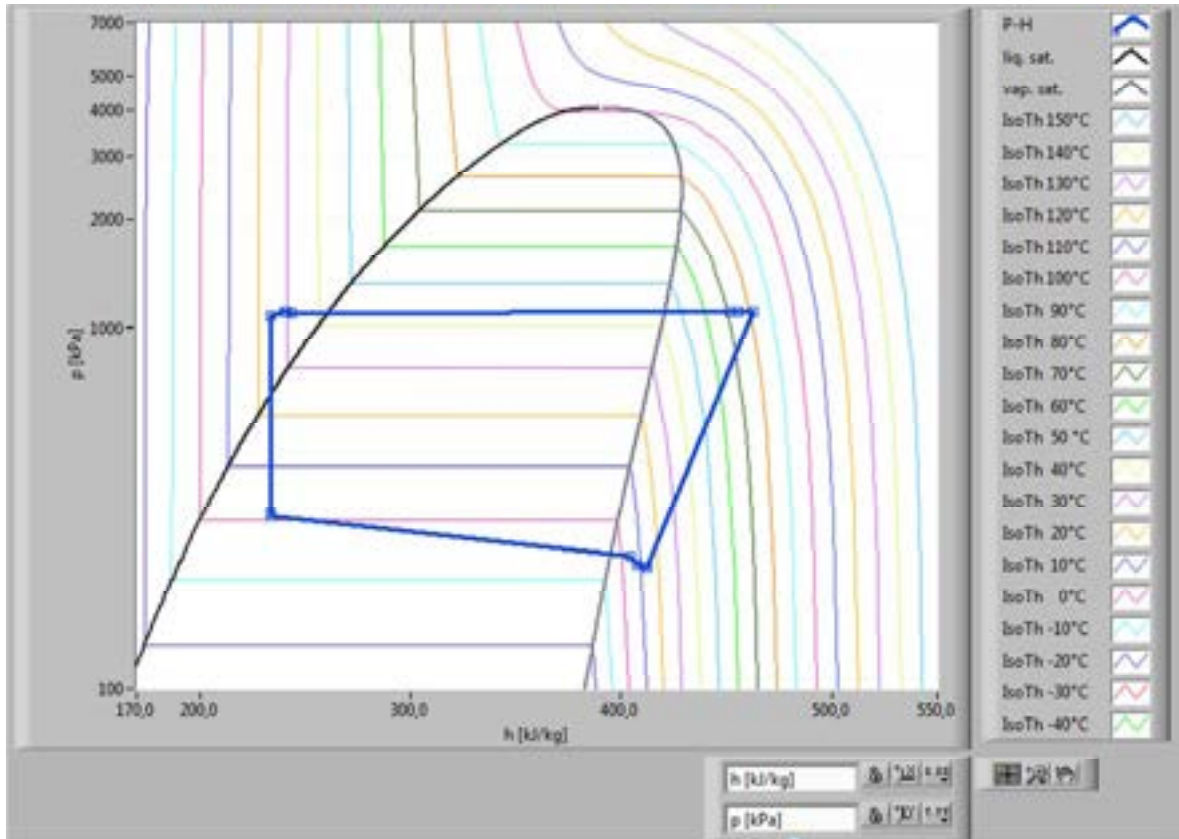 7000
5000
4000
3000
2000
1000
100
p [kPa]
170,0 200,0 300,0 400,0 500,0 550,0
h [kJ/kg]
P-H
liq. sat.
vap. sat.
IsoTh 150°C
IsoTh 140°C
IsoTh 130°C
IsoTh 120°C
IsoTh 110°C
IsoTh 100°C
IsoTh 90°C
IsoTh 80°C
IsoTh 70°C
IsoTh 60°C
IsoTh 50 °C
IsoTh 40°C
IsoTh 30°C
IsoTh 20°C
IsoTh 10°C
IsoTh 0°C
IsoTh -10°C
IsoTh -20°C
IsoTh -30°C
IsoTh -40°C
h [kJ/kg]
p [kPa]